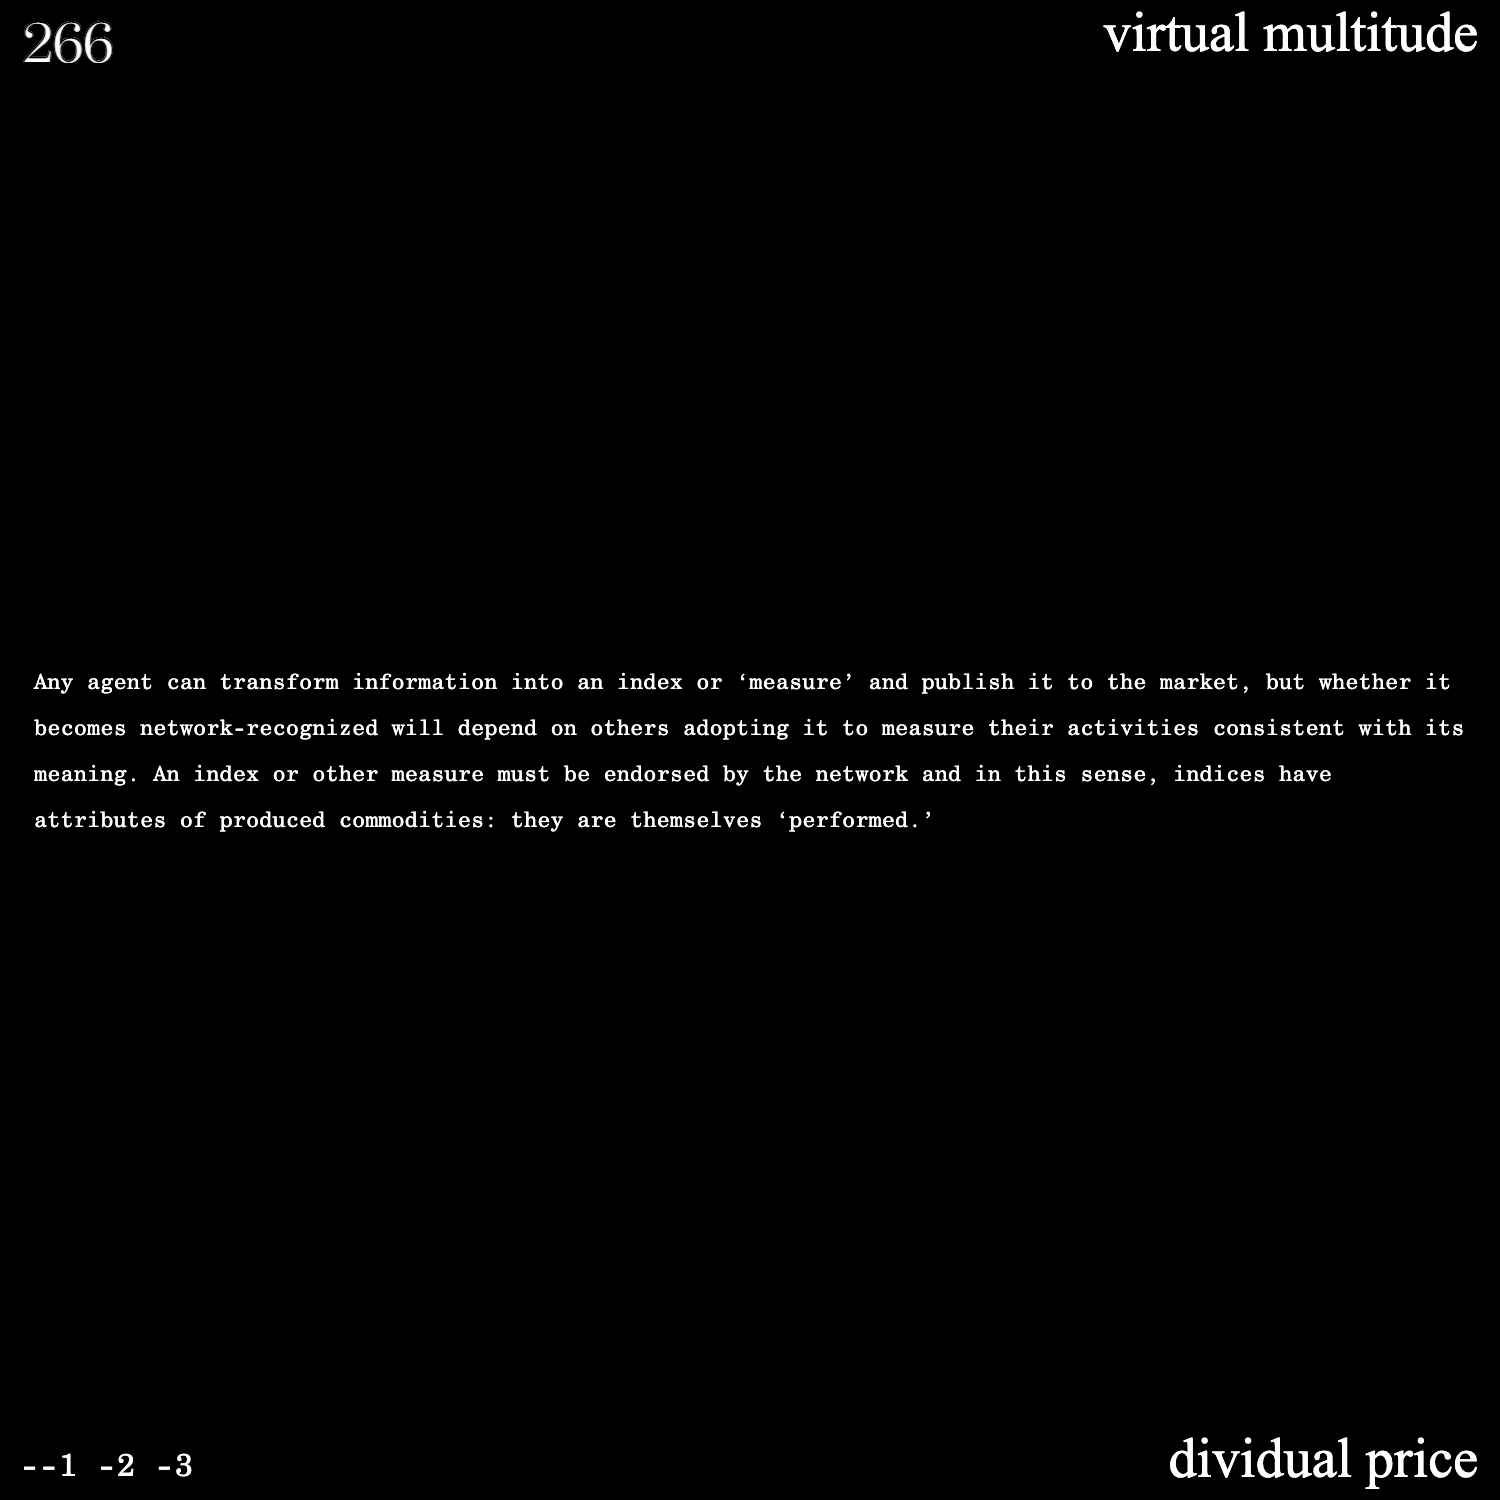 266
virtual multitude
Any agent can transform information into an index or ‘measure’ and publish it to the market, but whether it
becomes network-recognized will depend on others adopting it to measure their activities consistent with its
meaning. An index or other measure must be endorsed by the network and in this sense, indices have
attributes of produced commodities: they are themselves ‘performed.’
--1 -2 -3
dividual price